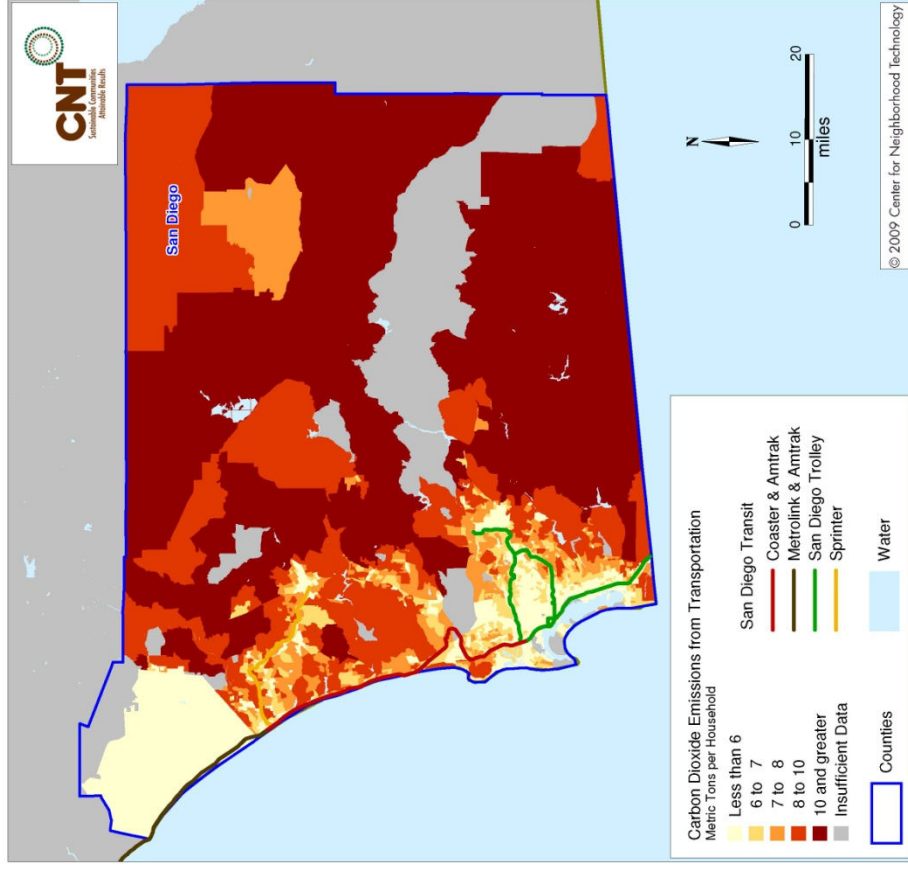 CNT
Sustainable Communities
Attainable Results
San Diego
N
0 10 20
miles
Carbon Dioxide Emissions from Transportation
Metric Tons per Household
Less than 6
6 to 7
7 to 8
8 to 10
10 and greater
Insufficient Data
Counties
San Diego Transit
Coaster & Amtrak
Metrolink & Amtrak
San Diego Trolley
Sprinter
Water
© 2009 Center for Neighborhood Technology